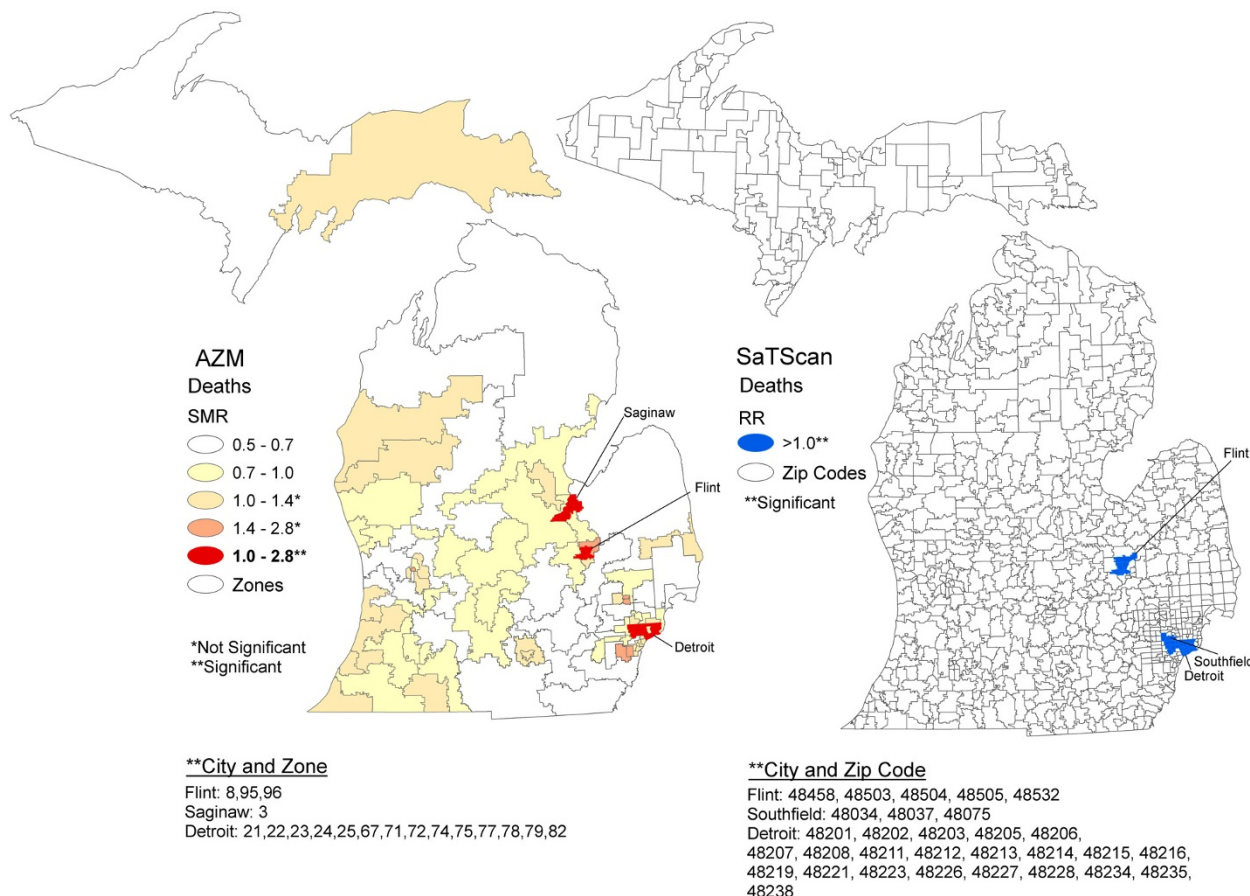 AZM
Deaths
SMR
0.5 - 0.7
0.7 - 1.0
1.0 - 1.4*
1.4 - 2.8*
1.0 - 2.8**
Zones
*Not Significant
**Significant
Saginaw
Flint
Detroit
**City and Zone
Flint: 8,95,96
Saginaw: 3
Detroit: 21,22,23,24,25,67,71,72,74,75,77,78,79,82
SaTScan
Deaths
RR
>1.0**
Zip Codes
**Significant
Flint
Southfield
Detroit
**City and Zip Code
Flint: 48458, 48503, 48504, 48505, 48532
Southfield: 48034, 48037, 48075
Detroit: 48201, 48202, 48203, 48205, 48206,
48207, 48208, 48211, 48212, 48213, 48214, 48215, 48216,
48219, 48221, 48223, 48226, 48227, 48228, 48234, 48235,
48238